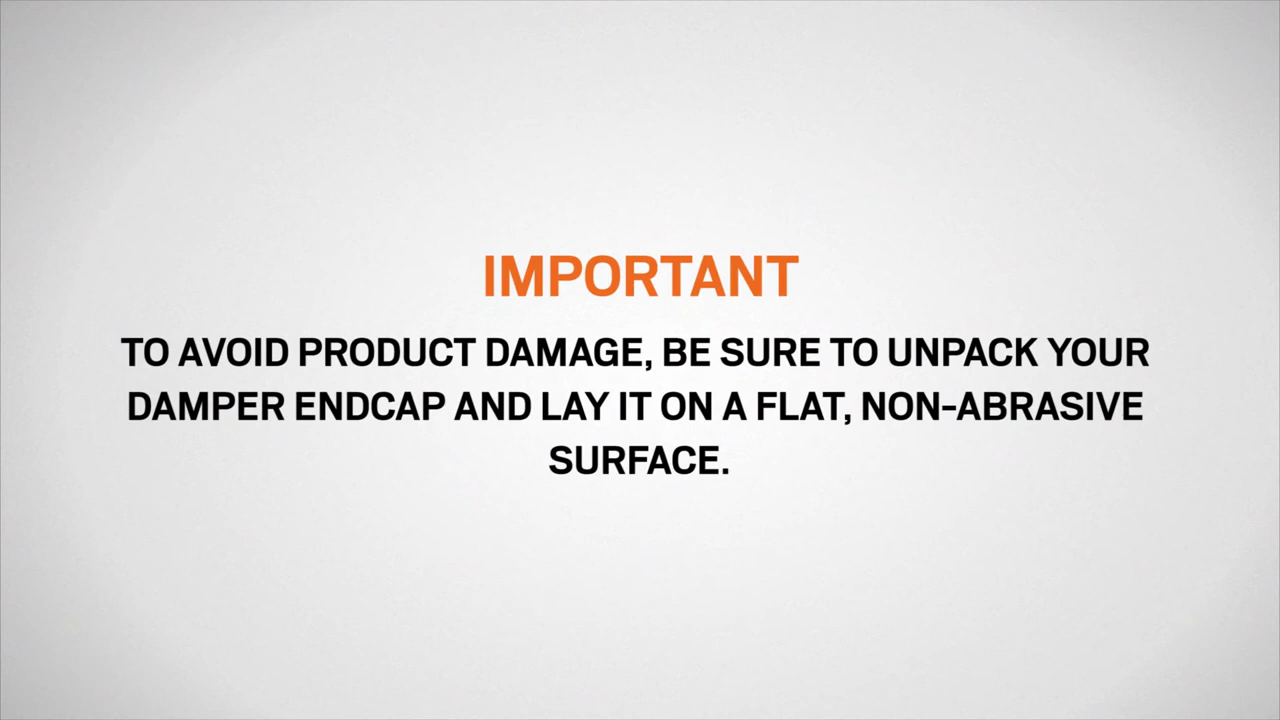 IMPORTANT
TO AVOID PRODUCT DAMAGE, BE SURE TO UNPACK YOUR
DAMPER ENDCAP AND LAY IT ON A FLAT, NON-ABRASIVE
SURFACE.